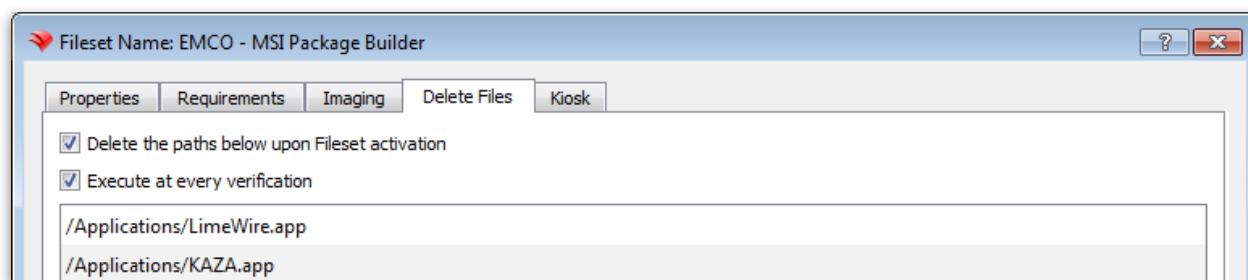 Fileset Name: EMCO - MSI Package Builder
?
Properties Requirements Imaging Delete Files Kiosk
Delete the paths below upon Fileset activation
Execute at every verification
/Applications/LimeWire.app
/Applications/KAZA.app